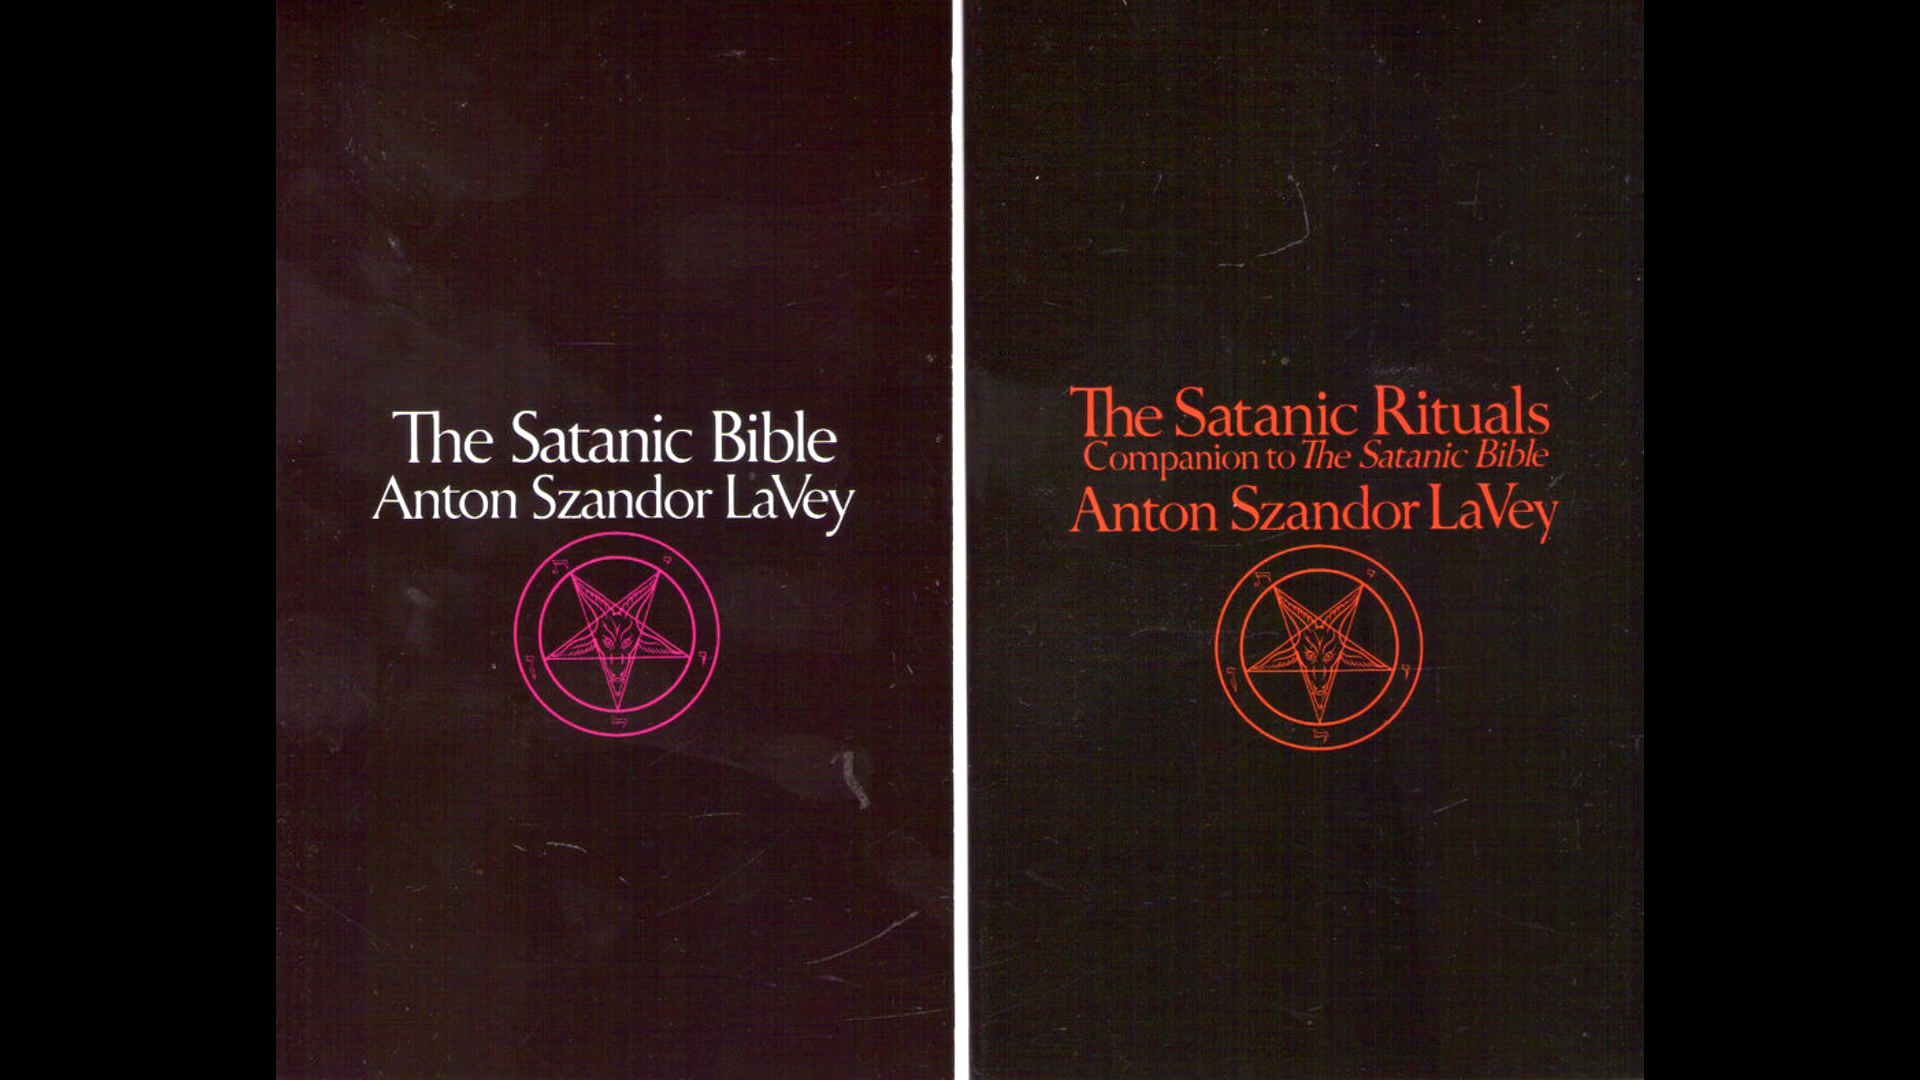 The Satanic Bible
Anton Szandor LaVey
The Satanic Rituals
Companion to The Satanic Bible
Anton Szandor LaVey